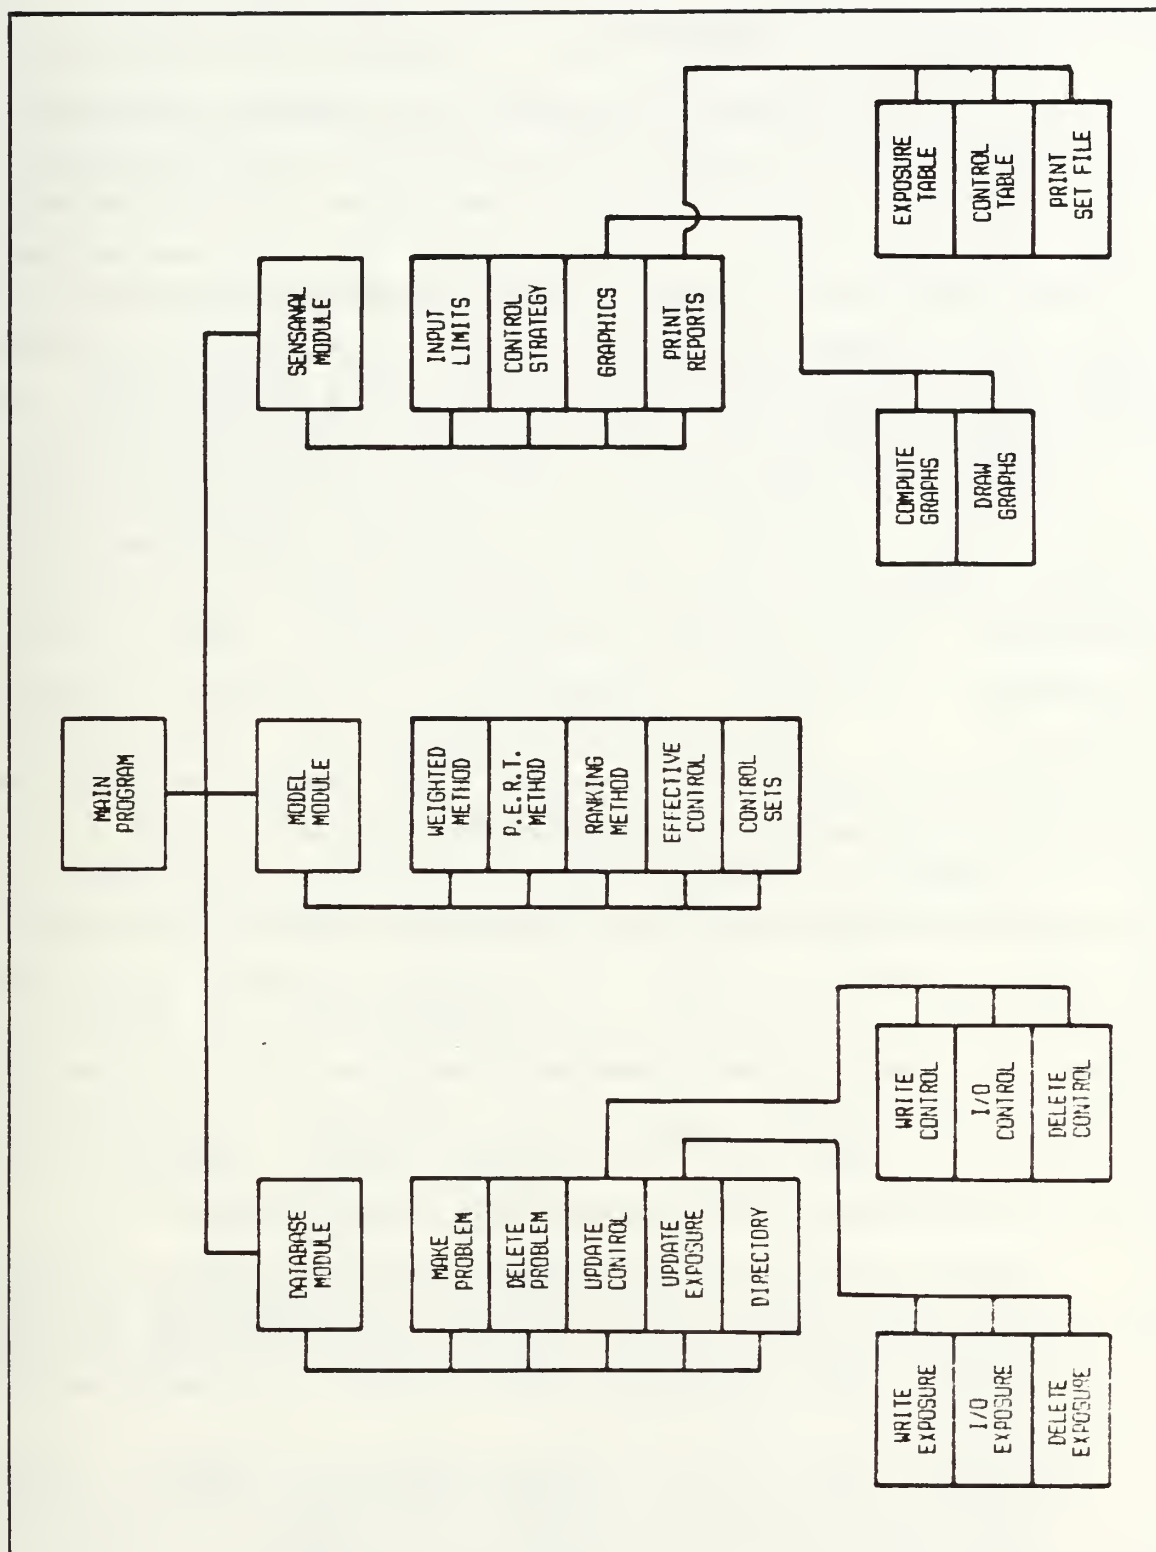 MAIN
PROGRAM
DATABASE
MODULE
MODEL
MODULE
SENSANAL
MODULE
MAKE
PROBLEM
DELETE
PROBLEM
UPDATE
CONTROL
UPDATE
EXPOSURE
DIRECTORY
WEIGHTED
METHOD
P.E.R.T.
METHOD
RANKING
METHOD
EFFECTIVE
CONTROL
CONTROL
SETS
INPUT
LIMITS
CONTROL
STRATEGY
GRAPHICS
PRINT
REPORTS
WRITE
EXPOSURE
I/O
EXPOSURE
DELETE
EXPOSURE
WRITE
CONTROL
I/O
CONTROL
DELETE
CONTROL
COMPUTE
GRAPHS
DRAW
GRAPHS
EXPOSURE
TABLE
CONTROL
TABLE
PRINT
SET FILE